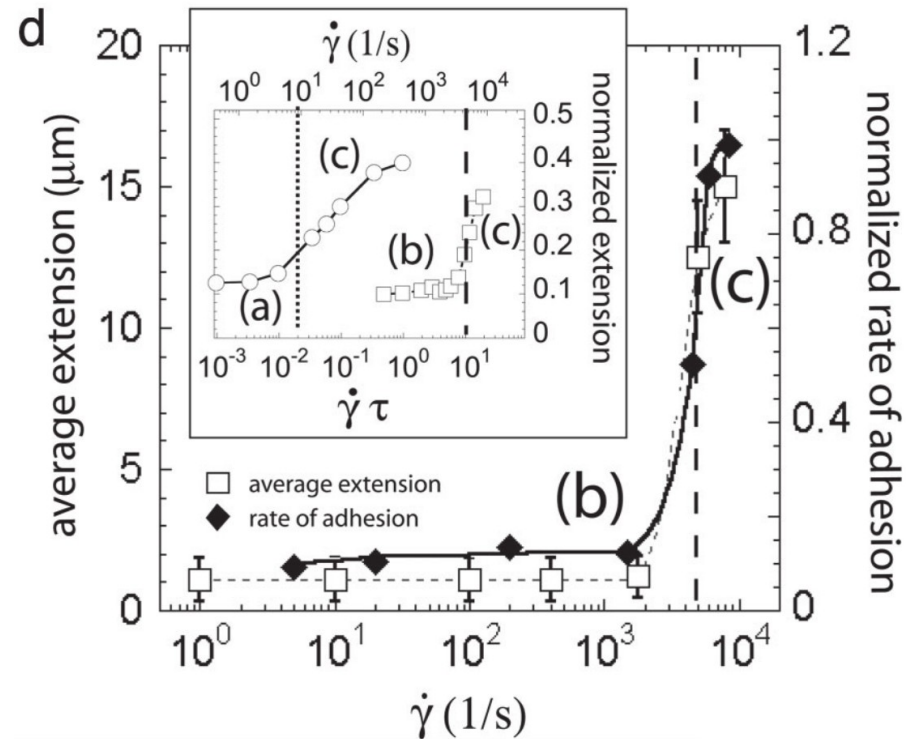 d
γ̇ (1/s)
10⁰ 10¹ 10² 10³ 10⁴
0.5
0.4
0.3
0.2
0.1
0
normalized extension
(c)
(b)
(c)
(a)
10⁻³ 10⁻² 10⁻¹ 10⁰ 10¹
γ̇ τ
20
15
10
5
0
average extension (μm)
1.2
0.8
0.4
0
normalized rate of adhesion
average extension
rate of adhesion
(b)
(c)
10⁰ 10¹ 10² 10³ 10⁴
γ̇ (1/s)